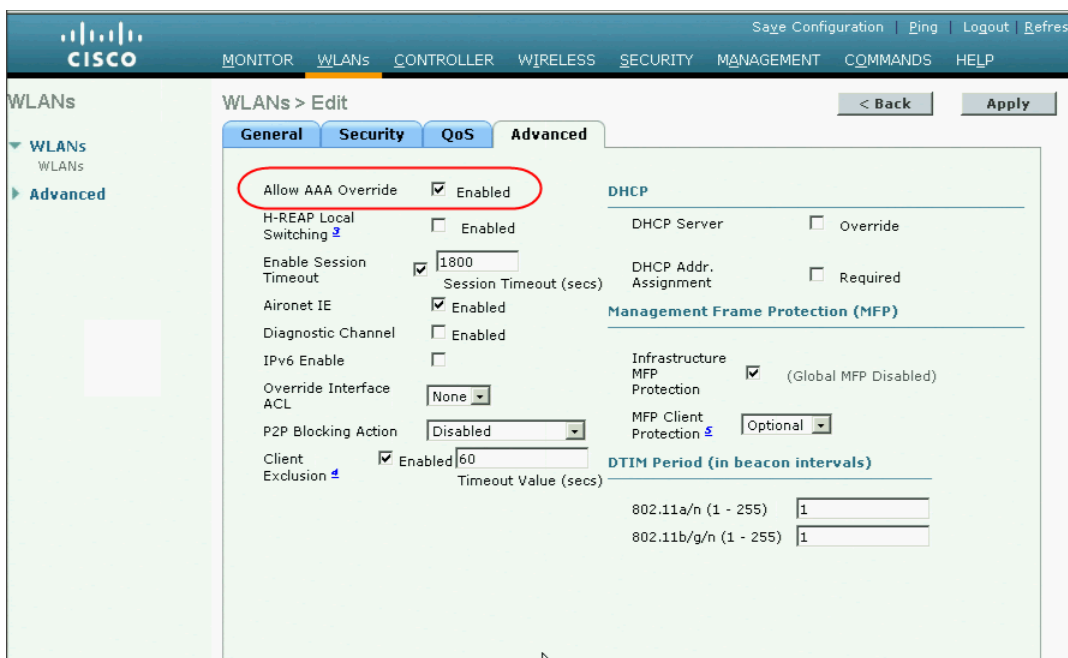 Save Configuration | Ping | Logout | Refres
CISCO
MONITOR WLANs CONTROLLER WIRELESS SECURITY MANAGEMENT COMMANDS HELP
WLANs
WLANs
WLANs
Advanced
WLANs > Edit
< Back
Apply
General Security QoS Advanced
Allow AAA Override Enabled
H-REAP Local
Switching 3 Enabled
Enable Session
Timeout 1800
Session Timeout (secs)
Aironet IE Enabled
Diagnostic Channel Enabled
IPv6 Enable
Override Interface
ACL None
P2P Blocking Action Disabled
Client
Exclusion 4 Enabled 60
Timeout Value (secs)
DHCP
DHCP Server Override
DHCP Addr.
Assignment Required
Management Frame Protection (MFP)
Infrastructure
MFP
Protection (Global MFP Disabled)
MFP Client
Protection 5 Optional
DTIM Period (in beacon intervals)
802.11a/n (1 - 255) 1
802.11b/g/n (1 - 255) 1